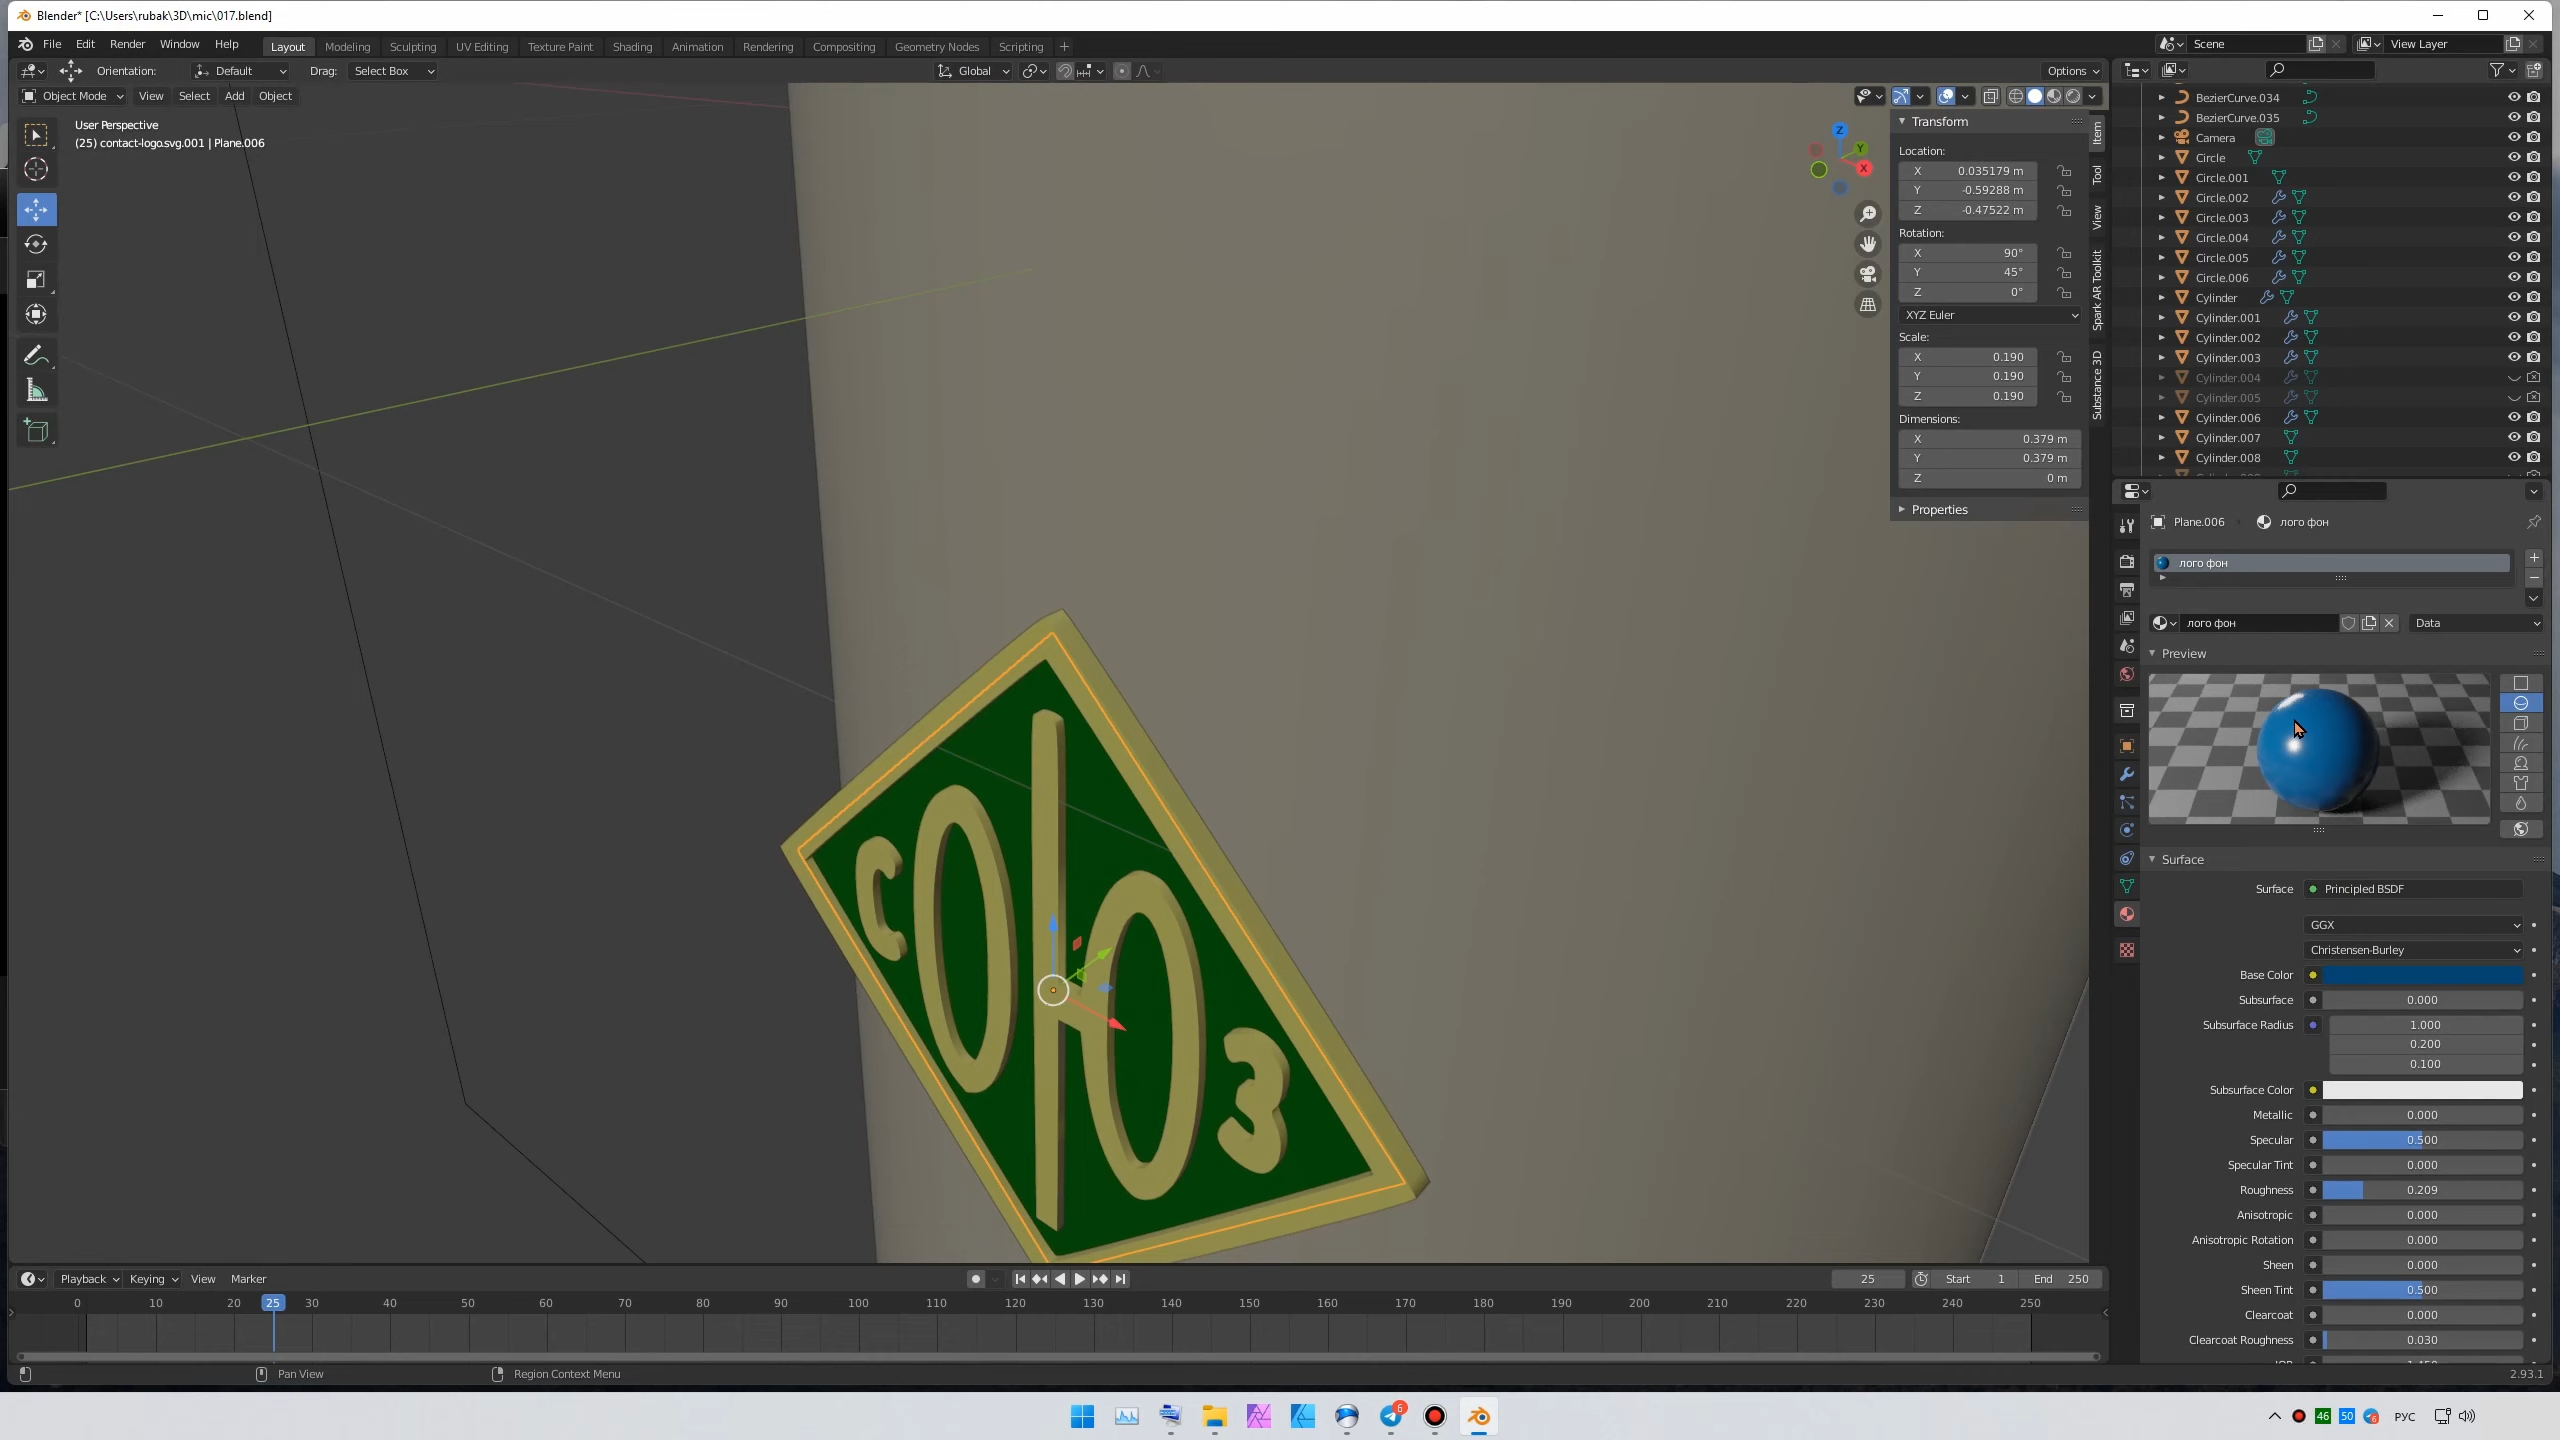 Blender* [C:\Users\rubak\3D\mic\017.blend]
File Edit Render Window Help Layout Modeling Sculpting UV Editing Texture Paint Shading Animation Rendering Compositing Geometry Nodes Scripting + Scene View Layer
Orientation: Default Drag: Select Box Global Options
Object Mode View Select Add Object
User Perspective
(25) contact-logo.svg.001 | Plane.006
Z
Y
X
Transform
Location:
X 0.035179 m
Y -0.59288 m
Z -0.47522 m
Rotation:
X 90°
Y 45°
Z 0°
XYZ Euler
Scale:
X 0.190
Y 0.190
Z 0.190
Dimensions:
X 0.379 m
Y 0.379 m
Z 0 m
Properties
Item
Tool
View
Spark AR Toolkit
Substance 3D
BezierCurve.034
BezierCurve.035
Camera
Circle
Circle.001
Circle.002
Circle.003
Circle.004
Circle.005
Circle.006
Cylinder
Cylinder.001
Cylinder.002
Cylinder.003
Cylinder.004
Cylinder.005
Cylinder.006
Cylinder.007
Cylinder.008
Plane.006 лого фон
лого фон
лого фон Data
Preview
Surface
Surface Principled BSDF
GGX
Christensen-Burley
Base Color
Subsurface 0.000
Subsurface Radius 1.000
0.200
0.100
Subsurface Color
Metallic 0.000
Specular 0.500
Specular Tint 0.000
Roughness 0.209
Anisotropic 0.000
Anisotropic Rotation 0.000
Sheen 0.000
Sheen Tint 0.500
Clearcoat 0.000
Clearcoat Roughness 0.030
союз
Playback Keying View Marker 25 Start 1 End 250
0 10 20 25 30 40 50 60 70 80 90 100 110 120 130 140 150 160 170 180 190 200 210 220 230 240 250
Pan View Region Context Menu 2.93.1
6 46 50 РУС